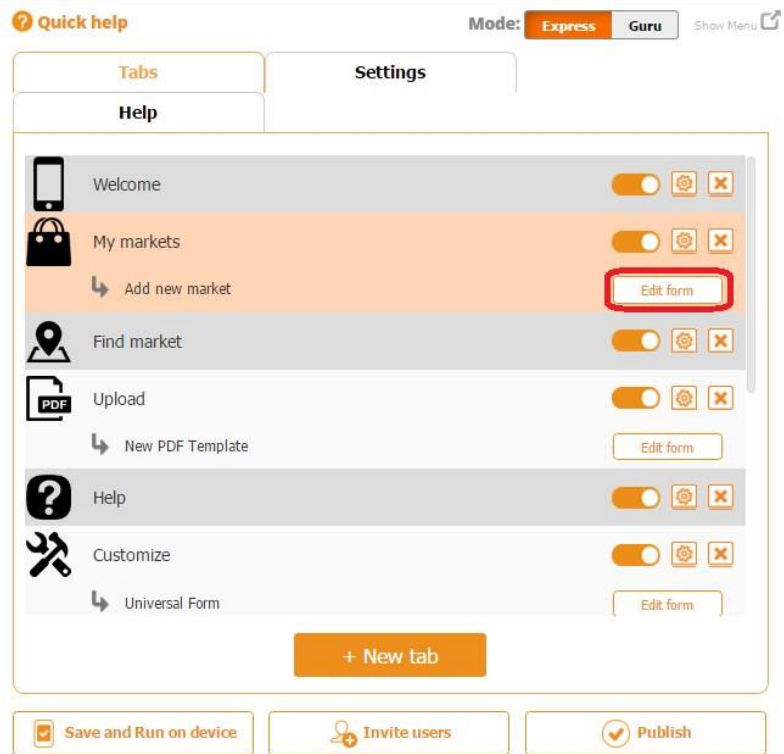 Quick help
Mode: Express Guru Show Menu
Tabs Settings
Help
Welcome
My markets
Add new market Edit form
Find market
PDF Upload
New PDF Template Edit form
Help
Customize
Universal Form Edit form
+ New tab
Save and Run on device Invite users Publish